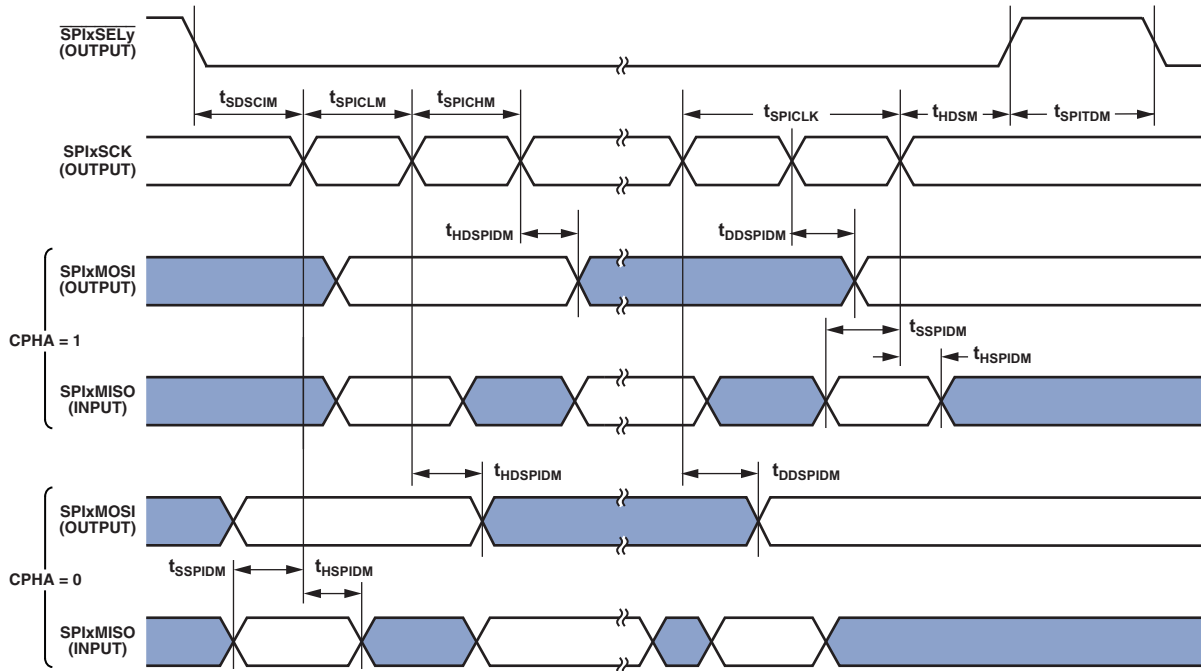 SPIxSELy
(OUTPUT)
tSDSCIM
tSPICLM
tSPICHM
tSPICLK
tHDSM
tSPITDM
SPIxSCK
(OUTPUT)
tHDSPIDM
tDDSPIDM
SPIxMOSI
(OUTPUT)
CPHA = 1
tSSPIDM
tHSPIDM
SPIxMISO
(INPUT)
tHDSPIDM
tDDSPIDM
SPIxMOSI
(OUTPUT)
CPHA = 0
tSSPIDM
tHSPIDM
SPIxMISO
(INPUT)